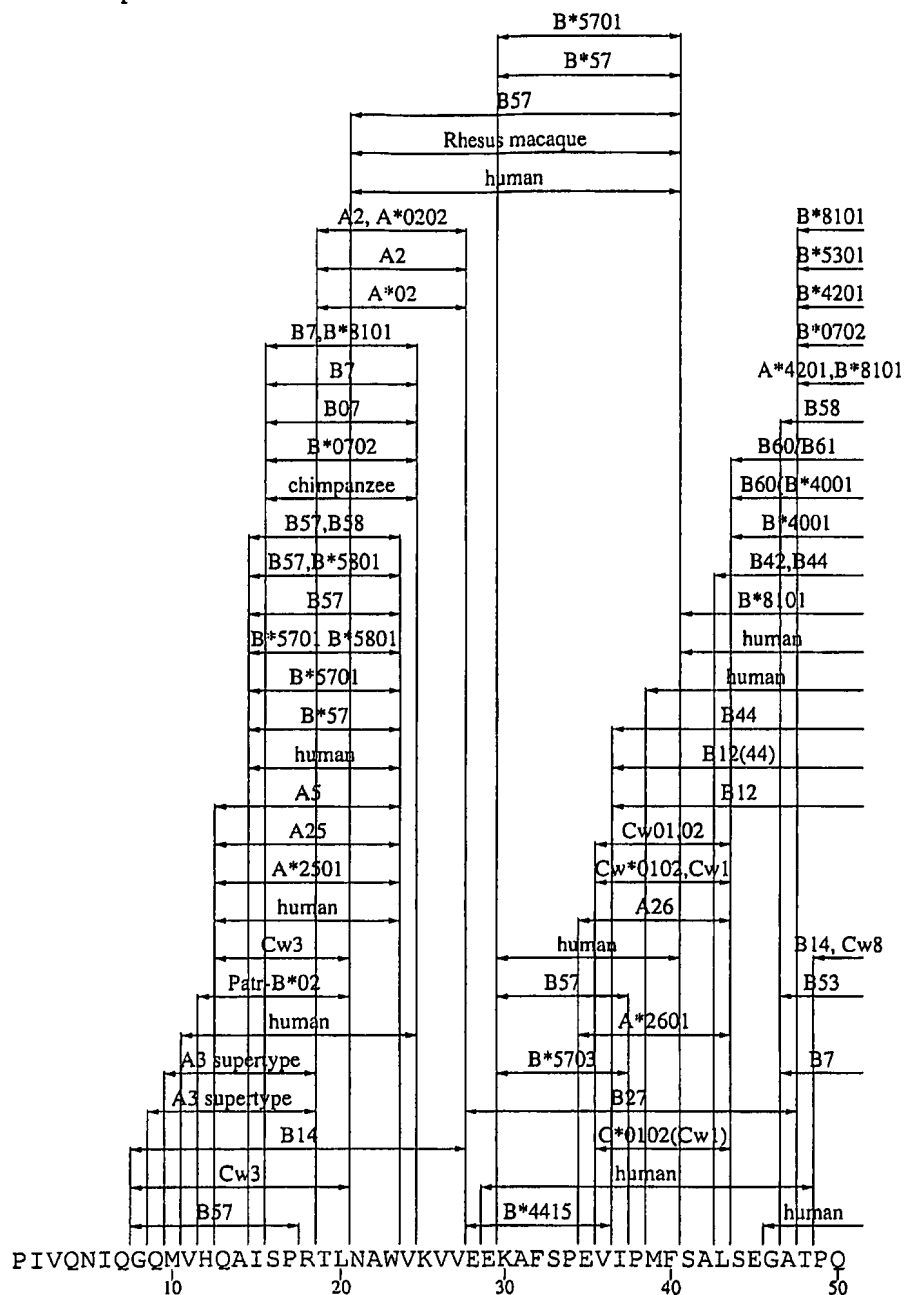 B*5701
B*57
B57
Rhesus macaque
human
A2, A*0202 B*8101
A2 B*5301
A*02 B*4201
B7,B*8101 B*0702
B7 A*4201,B*8101
B07 B58
B*0702 B60/B61
chimpanzee B60(B*4001
B57,B58 B*4001
B57,B*5801 B42,B44
B57 B*8101
B*5701 B*5801 human
B*5701 human
B*57 B44
human B12(44)
A5 B12
A25 Cw01,02
A*2501 Cw*0102,Cw1
human A26
Cw3 human B14, Cw8
Patr-B*02 B57 B53
human A*2601
A3 supertype B*5703 B7
A3 supertype B27
B14 C*0102(Cw1)
Cw3 human
B57 B*4415 human
PIVQNIQGQMVHQAISPRTLNAWVKVVEEKAFSPEVIPMFSALSEGATPQ
10 20 30 40 50